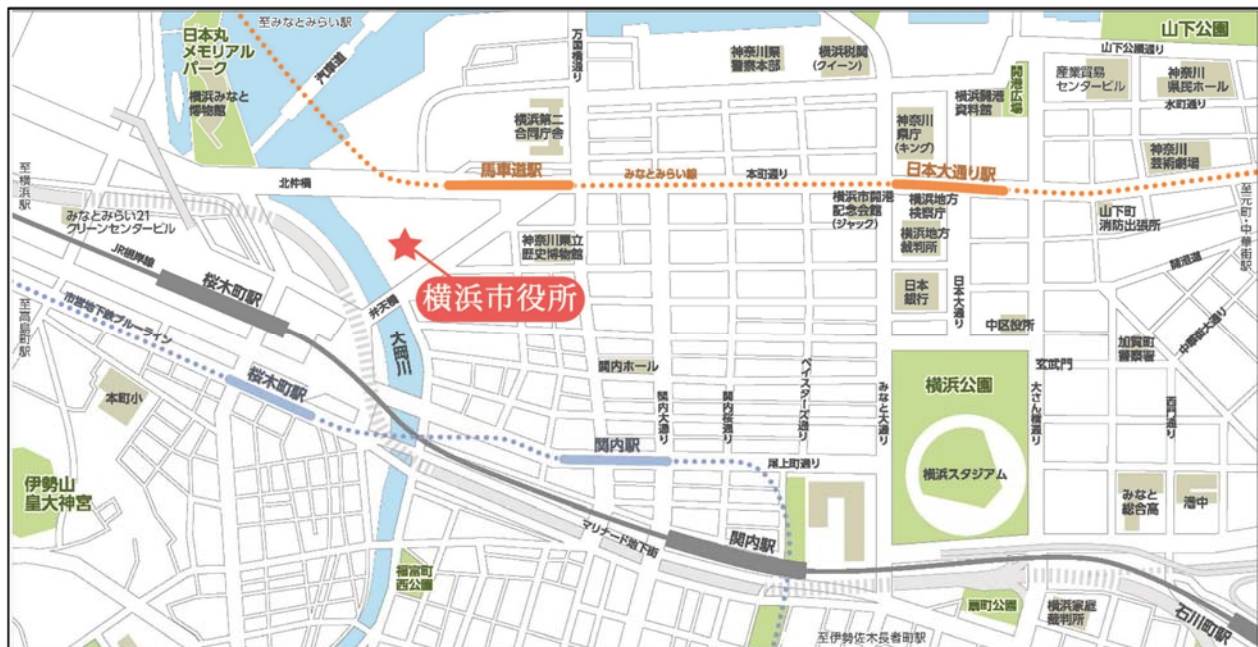 至みなとみらい駅
日本丸
メモリアル
パーク
汽車道
万国橋通り
神奈川県
警察本部
横浜税関
(クイーン)
山下公園
山下公園通り
開港広場
産業貿易
センタービル
神奈川
県民ホール
水町通り
横浜みなと
博物館
横浜第二
合同庁舎
神奈川
県庁
(キング)
横浜開港
資料館
神奈川
芸術劇場
至横浜駅
北仲橋
馬車道駅
みなとみらい線
本町通り
日本大通り駅
至元町・中華街駅
みなとみらい21
クリーンセンタービル
横浜市開港
記念会館
(ジャック)
横浜地方
検察庁
横浜地方
裁判所
山下町
消防出張所
開港道
JR根岸線
桜木町駅
神奈川県立
歴史博物館
横浜市役所
弁天橋
大岡川
日本
銀行
日本大通り
中区役所
加賀町
警察署
中華街大通り
至高島町駅
市営地下鉄ブルーライン
桜木町駅
本町小
関内ホール
関内大通り
関内桜通り
ベイスターズ通り
みなと大通り
横浜公園
玄武門
大さん橋通り
西門通り
関内駅
尾上町通り
横浜スタジアム
伊勢山
皇大神宮
みなと
総合高
港中
マリナード地下街
関内駅
福富町
西公園
扇町公園
横浜家庭
裁判所
石川町駅
至伊勢佐木長者町駅